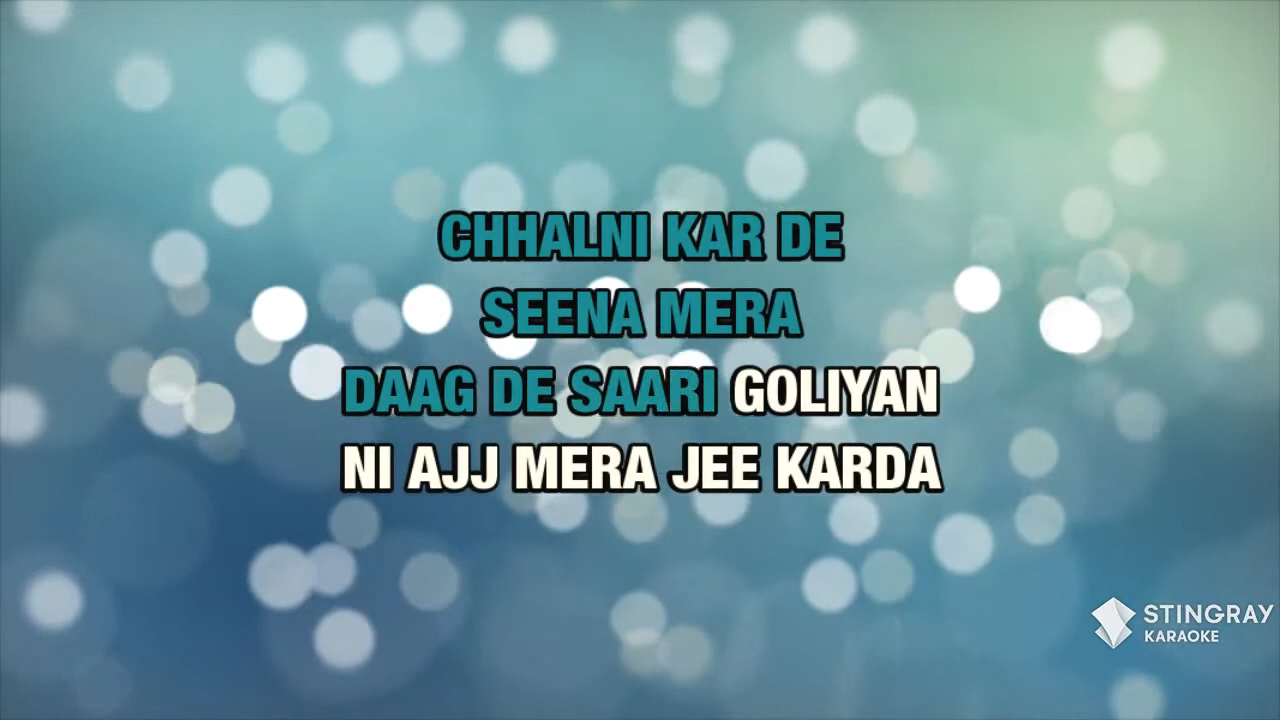 CHHALNI KAR DE
SEENA MERA
DAAG DE SAARI GOLIYAN
NI AJJ MERA JEE KARDA
STINGRAY
KARAOKE